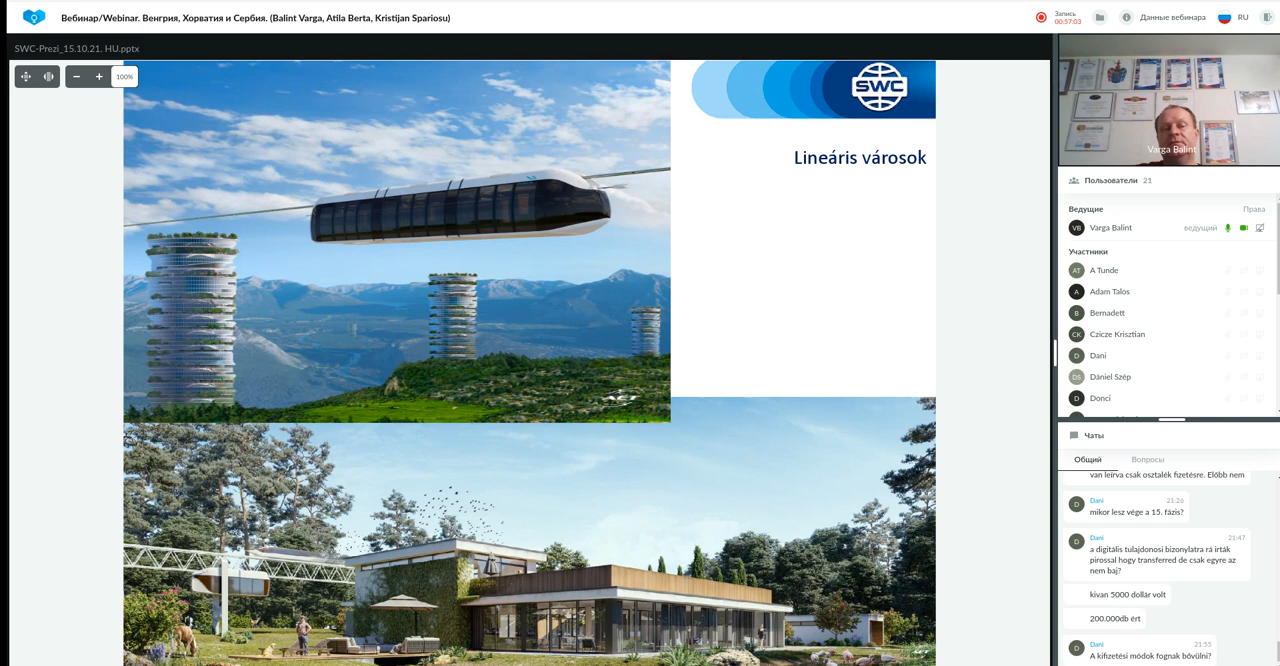 Вебинар/Webinar. Венгрия, Хорватия и Сербия. (Balint Varga, Atila Berta, Kristijan Spariosu)
Запись
00:57:03
Данные вебинара
RU
SWC-Prezi_15.10.21. HU.pptx
100%
SWC
Lineáris városok
Varga Balint
Пользователи 21
Ведущие Права
VB Varga Balint ведущий
Участники
AT A Tunde
A Adam Talos
B Bernadett
CK Czicze Krisztian
D Dani
DS Dániel Szép
D Donci
Чаты
Общий Вопросы
van leírva csak osztalék fizetésre. Előbb nem
D Dani 21:26
mikor lesz vége a 15. fázis?
D Dani 21:47
a digitális tulajdonosi bizonylatra rá írták
pirossal hogy transferred de csak egyre az
nem baj?
kivan 5000 dollár volt
200.000db ért
D Dani 21:55
A kifizetési módok fognak bővülni?